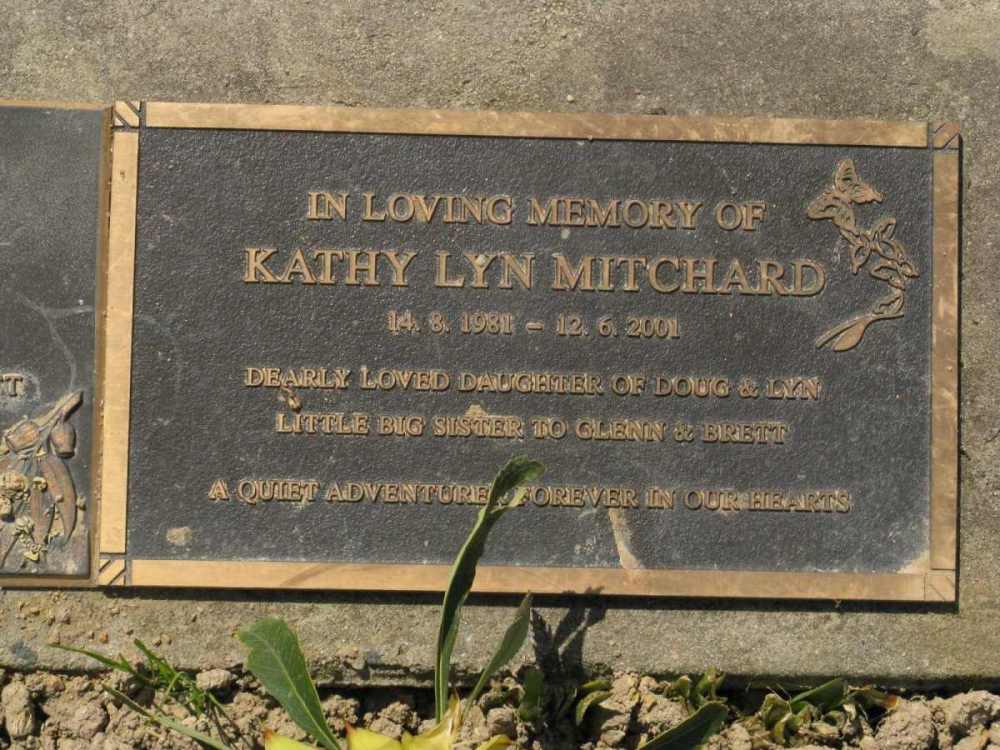 IN LOVING MEMORY OF
KATHY LYN MITCHARD
14. 8. 1981 – 12. 6. 2001
DEARLY LOVED DAUGHTER OF DOUG & LYN
LITTLE BIG SISTER TO GLENN & BRETT
A QUIET ADVENTURER FOREVER IN OUR HEARTS